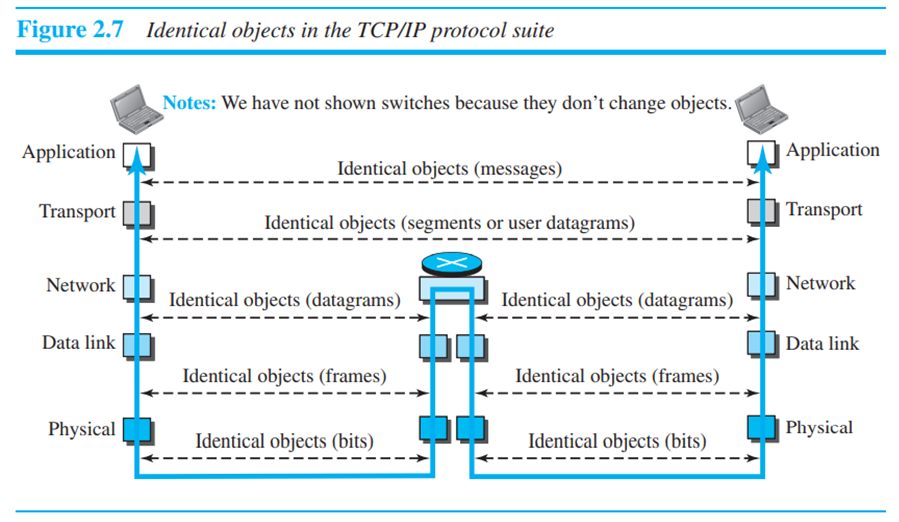 Figure 2.7 Identical objects in the TCP/IP protocol suite
Notes: We have not shown switches because they don’t change objects.
Application
Application
Identical objects (messages)
Transport
Transport
Identical objects (segments or user datagrams)
Network
Network
Identical objects (datagrams)
Identical objects (datagrams)
Data link
Data link
Identical objects (frames)
Identical objects (frames)
Physical
Physical
Identical objects (bits)
Identical objects (bits)